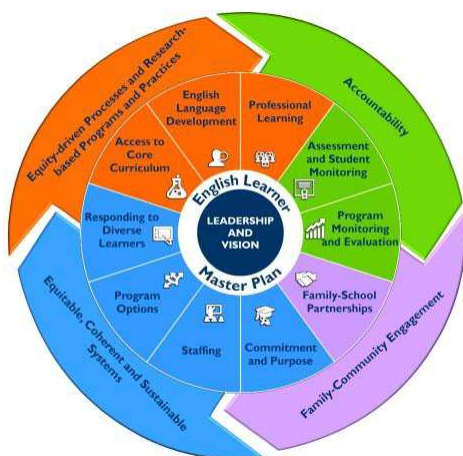 Equity-driven Processes and Research-
based Programs and Practices
Accountability
Family-Community Engagement
Equitable, Coherent and Sustainable
Systems
English
Language
Development
Professional
Learning
Assessment
and Student
Monitoring
Program
Monitoring
and Evaluation
Family-School
Partnerships
Commitment
and Purpose
Staffing
Program
Options
Responding to
Diverse
Learners
Access to
Core
Curriculum
English Learner
LEADERSHIP
AND
VISION
Master Plan